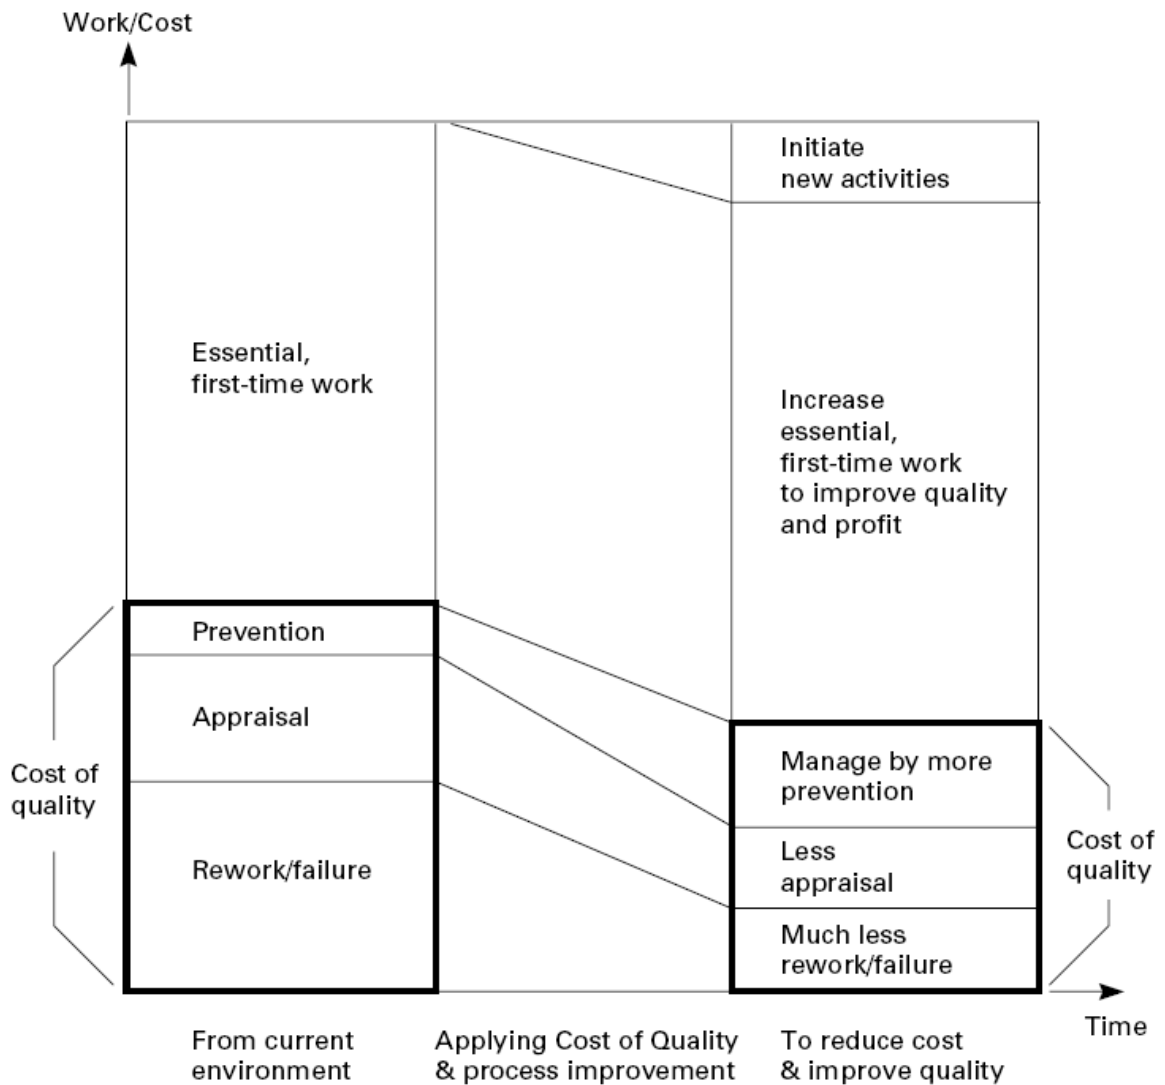 Work/Cost
Initiate
new activities
Essential,
first-time work
Increase
essential,
first-time work
to improve quality
and profit
Prevention
Appraisal
Cost of
quality
Rework/failure
Manage by more
prevention
Less
appraisal
Cost of
quality
Much less
rework/failure
Time
From current
environment
Applying Cost of Quality
& process improvement
To reduce cost
& improve quality